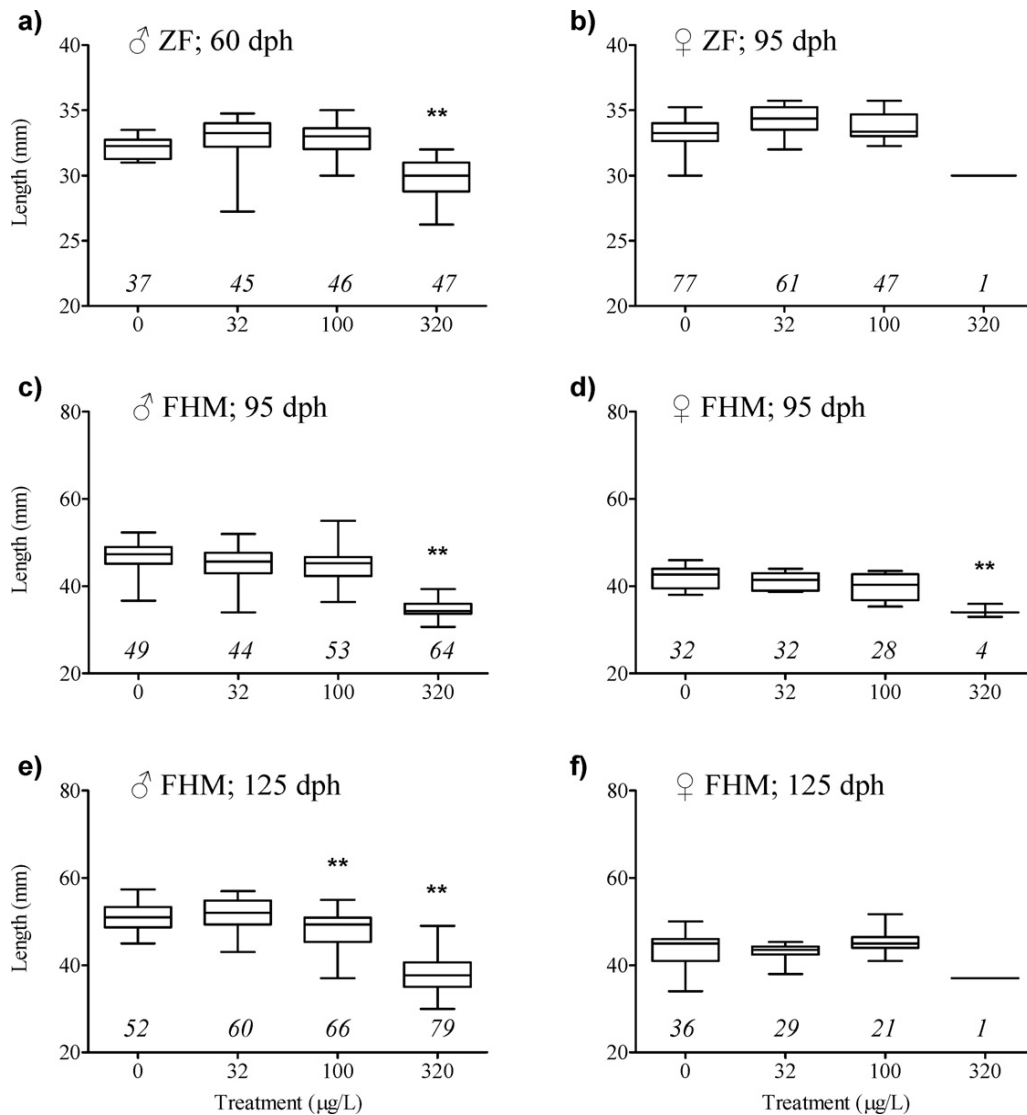 a)
♂ ZF; 60 dph
Length (mm)
40
35
30
25
20
**
37 45 46 47
0 32 100 320
b)
♀ ZF; 95 dph
40
35
30
25
20
77 61 47 1
0 32 100 320
c)
♂ FHM; 95 dph
Length (mm)
80
60
40
20
**
49 44 53 64
0 32 100 320
d)
♀ FHM; 95 dph
80
60
40
20
**
32 32 28 4
0 32 100 320
e)
♂ FHM; 125 dph
Length (mm)
80
60
40
20
** **
52 60 66 79
0 32 100 320
Treatment (µg/L)
f)
♀ FHM; 125 dph
80
60
40
20
36 29 21 1
0 32 100 320
Treatment (µg/L)